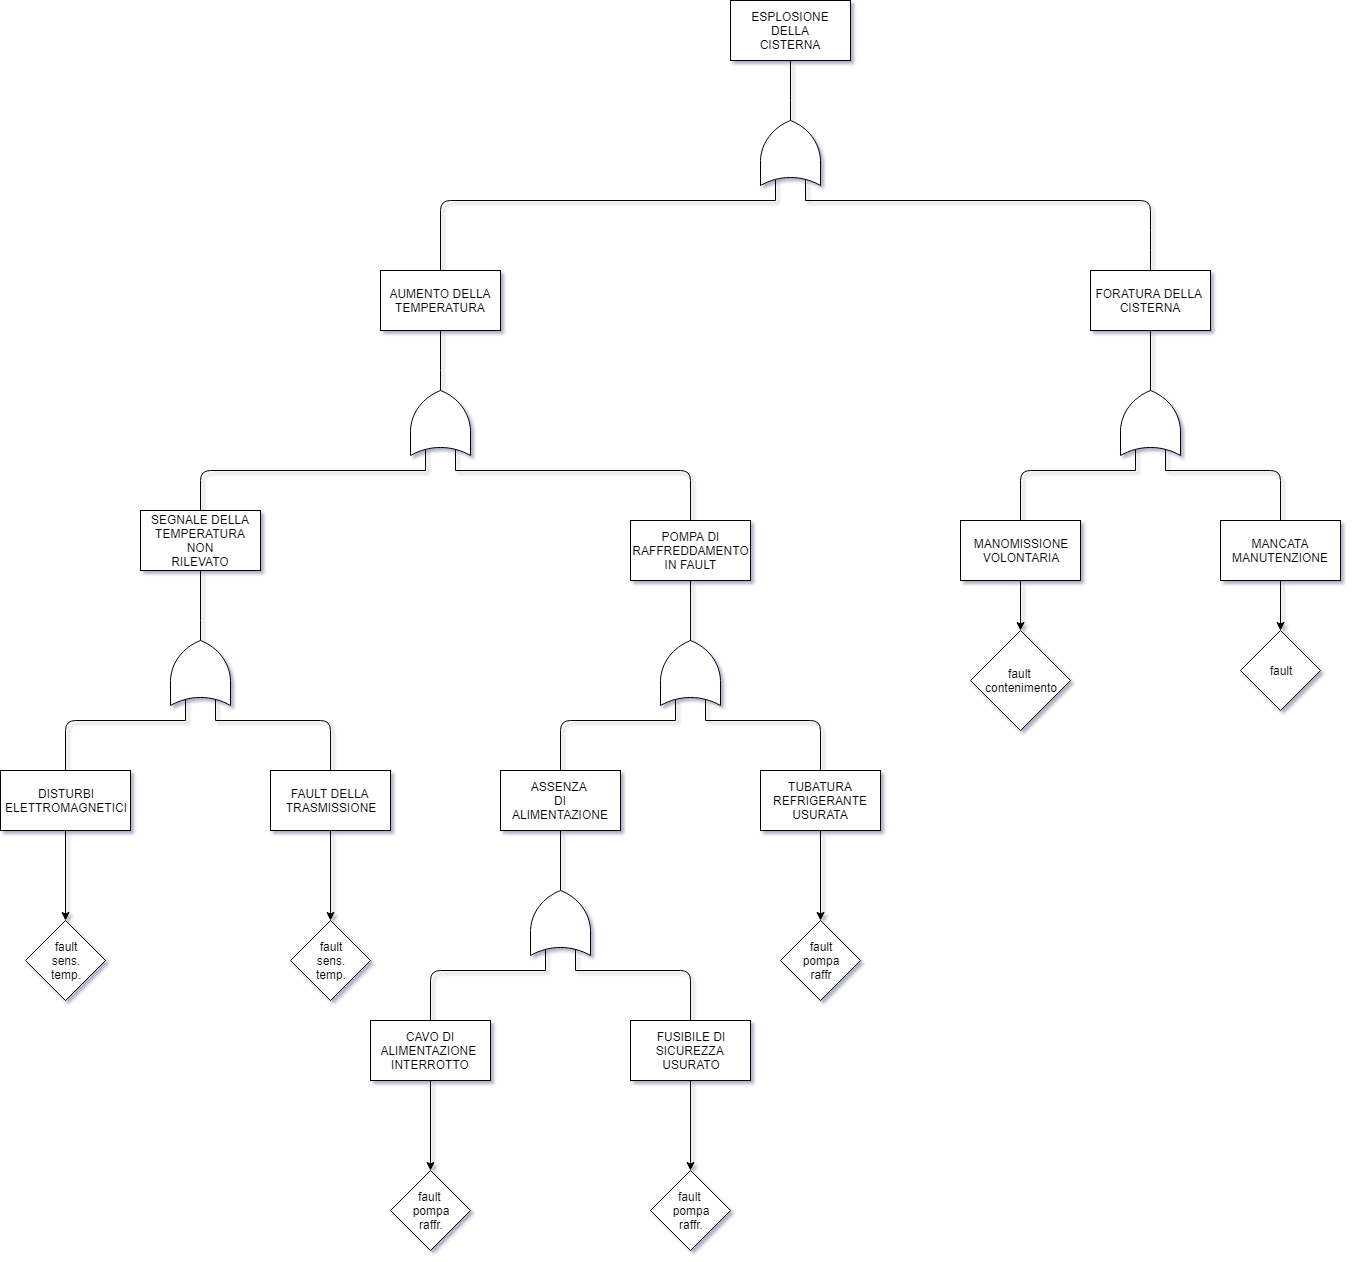 ESPLOSIONE
DELLA
CISTERNA
AUMENTO DELLA
TEMPERATURA
FORATURA DELLA
CISTERNA
SEGNALE DELLA
TEMPERATURA
NON
RILEVATO
POMPA DI
RAFFREDDAMENTO
IN FAULT
MANOMISSIONE
VOLONTARIA
MANCATA
MANUTENZIONE
fault
contenimento
fault
DISTURBI
ELETTROMAGNETICI
FAULT DELLA
TRASMISSIONE
ASSENZA
DI
ALIMENTAZIONE
TUBATURA
REFRIGERANTE
USURATA
fault
sens.
temp.
fault
sens.
temp.
fault
pompa
raffr
CAVO DI
ALIMENTAZIONE
INTERROTTO
FUSIBILE DI
SICUREZZA
USURATO
fault
pompa
raffr.
fault
pompa
raffr.